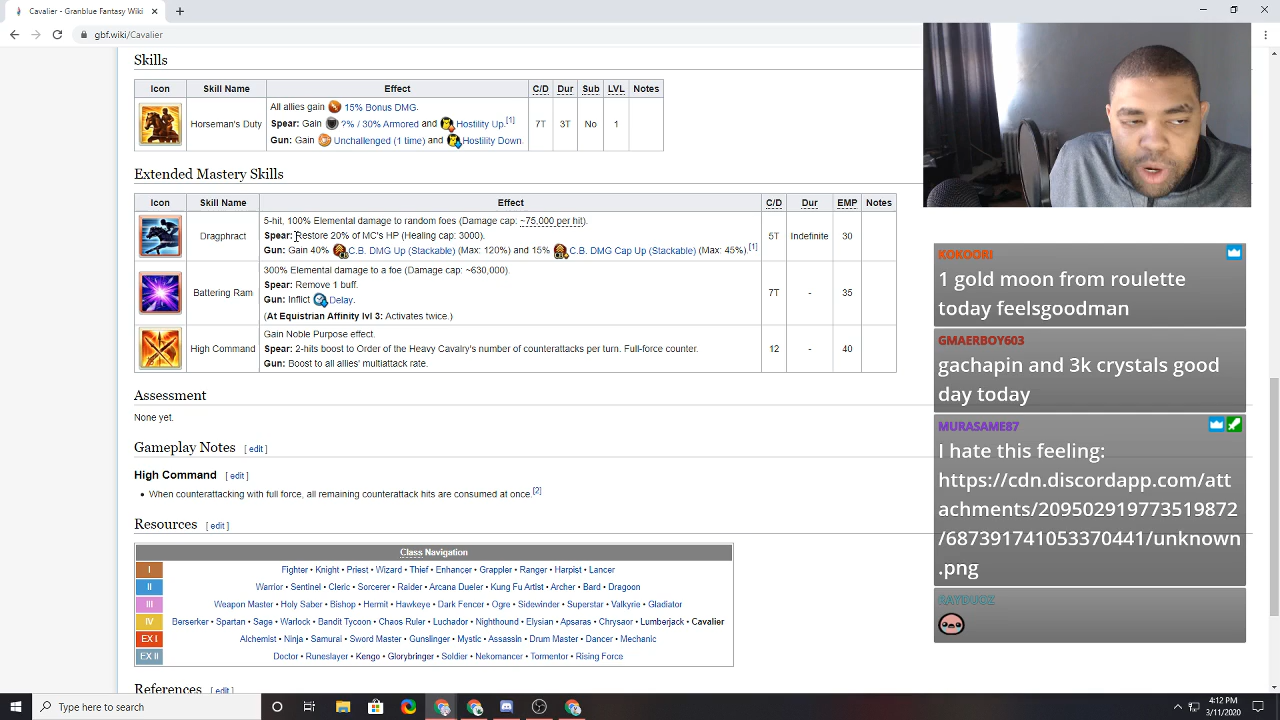 Cavalier - Granblue Fantasy Wiki
gbf.wiki/Cavalier
Skills
Icon Skill Name Effect C/D Dur Sub LVL Notes
Horseman's Duty
All allies gain 15% Bonus DMG.
Spear: Gain ?% / 30% Armored and Hostility Up.[1]
Gun: Gain Unchallenged (1 time) and Hostility Down.
7T 3T No 1
Extended Mastery Skills
Icon Skill Name Effect C/D Dur EMP Notes
Dragphract
5-hit, 100% Elemental damage to random foes (Damage cap: ~75,000 per hit).
Spear: Restore 20% of MC's HP (Healing cap: 3000).
Gun: Gain 40% C.B. DMG Up (Stackable) (Max: 120%) and 15% C.B. DMG Cap Up (Stackable) (Max: 45%).[1]
5T Indefinite 30
Battering Ram
300% Elemental damage to a foe (Damage cap: ~630,000).
Spear: Remove 1 buff.
Gun: Inflict Delay.
(At Equestrian Affinity lvl 3: Activates twice.)
7T - 35
High Command
Gain Noble Purpose effect.
Spear: 2-hits boost to Order of the Heavy Cavalry's number of counterattacks per turn. Full-force counter.
Gun: Boost to all allies' multiattack rate.
12 - 40
Assessment
None yet.
Gameplay Notes [ edit ]
High Command [ edit ]
• When counterattacking with full force, all remaining counterattack hits are consumed at once.[2]
Resources [ edit ]
Class Navigation
I Fighter • Knight • Priest • Wizard • Thief • Enhancer • Grappler • Ranger • Harpist • Lancer
II Warrior • Sentinel • Cleric • Sorcerer • Raider • Arcana Dueler • Kung Fu Artist • Archer • Bard • Dragoon
III Weapon Master • Holy Saber • Bishop • Hermit • Hawkeye • Dark Fencer • Ogre • Sidewinder • Superstar • Valkyrie • Gladiator
IV Berserker • Spartan • Sage • Warlock • Bandit Tycoon • Chaos Ruler • Luchador • Nighthound • Elysian • Apsaras • Chrysaor • Lumberjack • Cavalier
EX I Alchemist • Ninja • Samurai • Sword Master • Gunslinger • Mystic • Assassin • Drum Master • Dancer • Mechanic
EX II Doctor • Runeslayer • Kengo • Glorybringer • Soldier • Nekomancer • Tormentor • Rising Force
References [ edit ]
KOKOORI
1 gold moon from roulette
today feelsgoodman
GMAERBOY603
gachapin and 3k crystals good
day today
MURASAME87
I hate this feeling:
https://cdn.discordapp.com/att
achments/209502919773519872
/687391741053370441/unknown
.png
RAYDUDZ
Type here to search
4:12 PM
3/11/2020